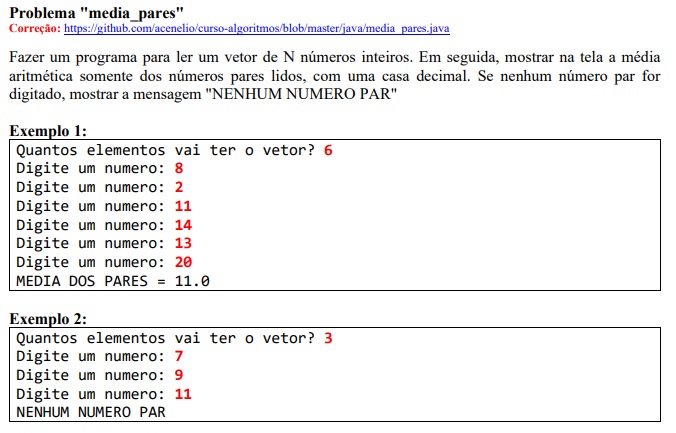 Problema "media_pares"
Correção: https://github.com/acenelio/curso-algoritmos/blob/master/java/media_pares.java
Fazer um programa para ler um vetor de N números inteiros. Em seguida, mostrar na tela a média
aritmética somente dos números pares lidos, com uma casa decimal. Se nenhum número par for
digitado, mostrar a mensagem "NENHUM NUMERO PAR"
Exemplo 1:
Quantos elementos vai ter o vetor? 6
Digite um numero: 8
Digite um numero: 2
Digite um numero: 11
Digite um numero: 14
Digite um numero: 13
Digite um numero: 20
MEDIA DOS PARES = 11.0
Exemplo 2:
Quantos elementos vai ter o vetor? 3
Digite um numero: 7
Digite um numero: 9
Digite um numero: 11
NENHUM NUMERO PAR